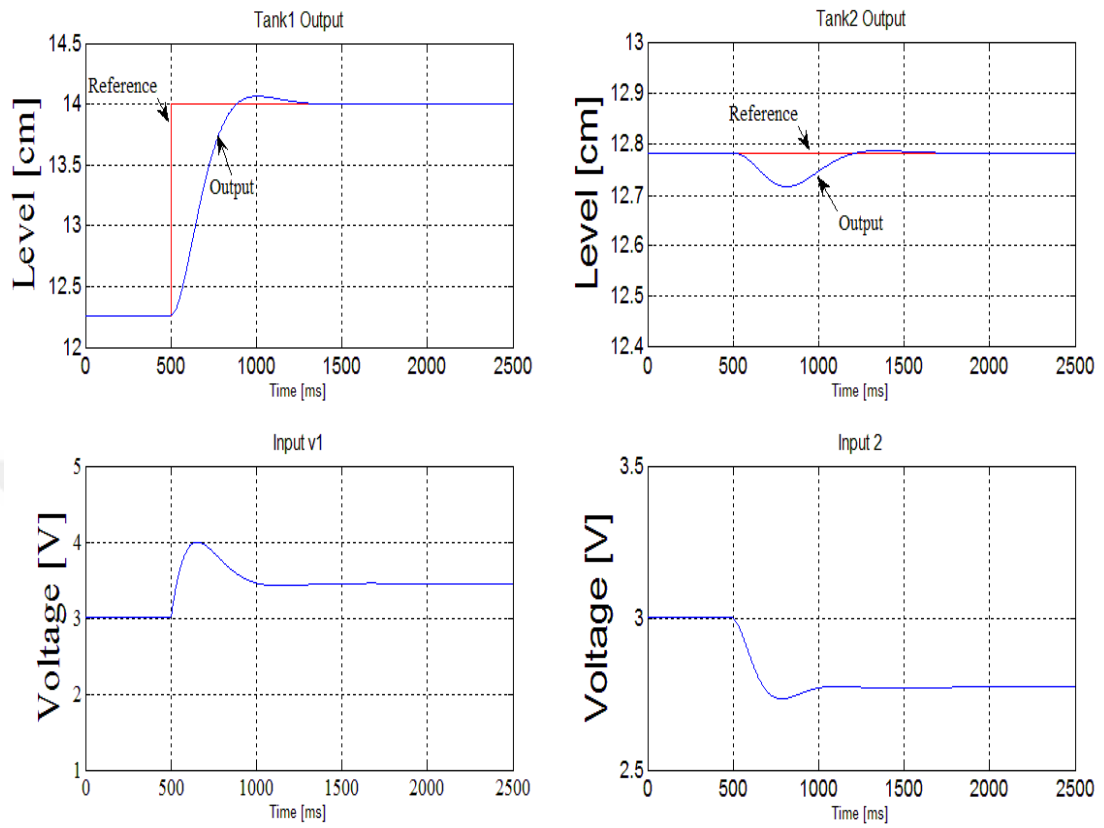 Tank1 Output
Level [cm]
14.5
14
13.5
13
12.5
12
Reference
Output
0 500 1000 1500 2000 2500
Time [ms]
Tank2 Output
Level [cm]
13
12.9
12.8
12.7
12.6
12.5
12.4
Reference
Output
0 500 1000 1500 2000 2500
Time [ms]
Input v1
Voltage [V]
5
4
3
2
1
0 500 1000 1500 2000 2500
Time [ms]
Input 2
Voltage [V]
3.5
3
2.5
0 500 1000 1500 2000 2500
Time [ms]